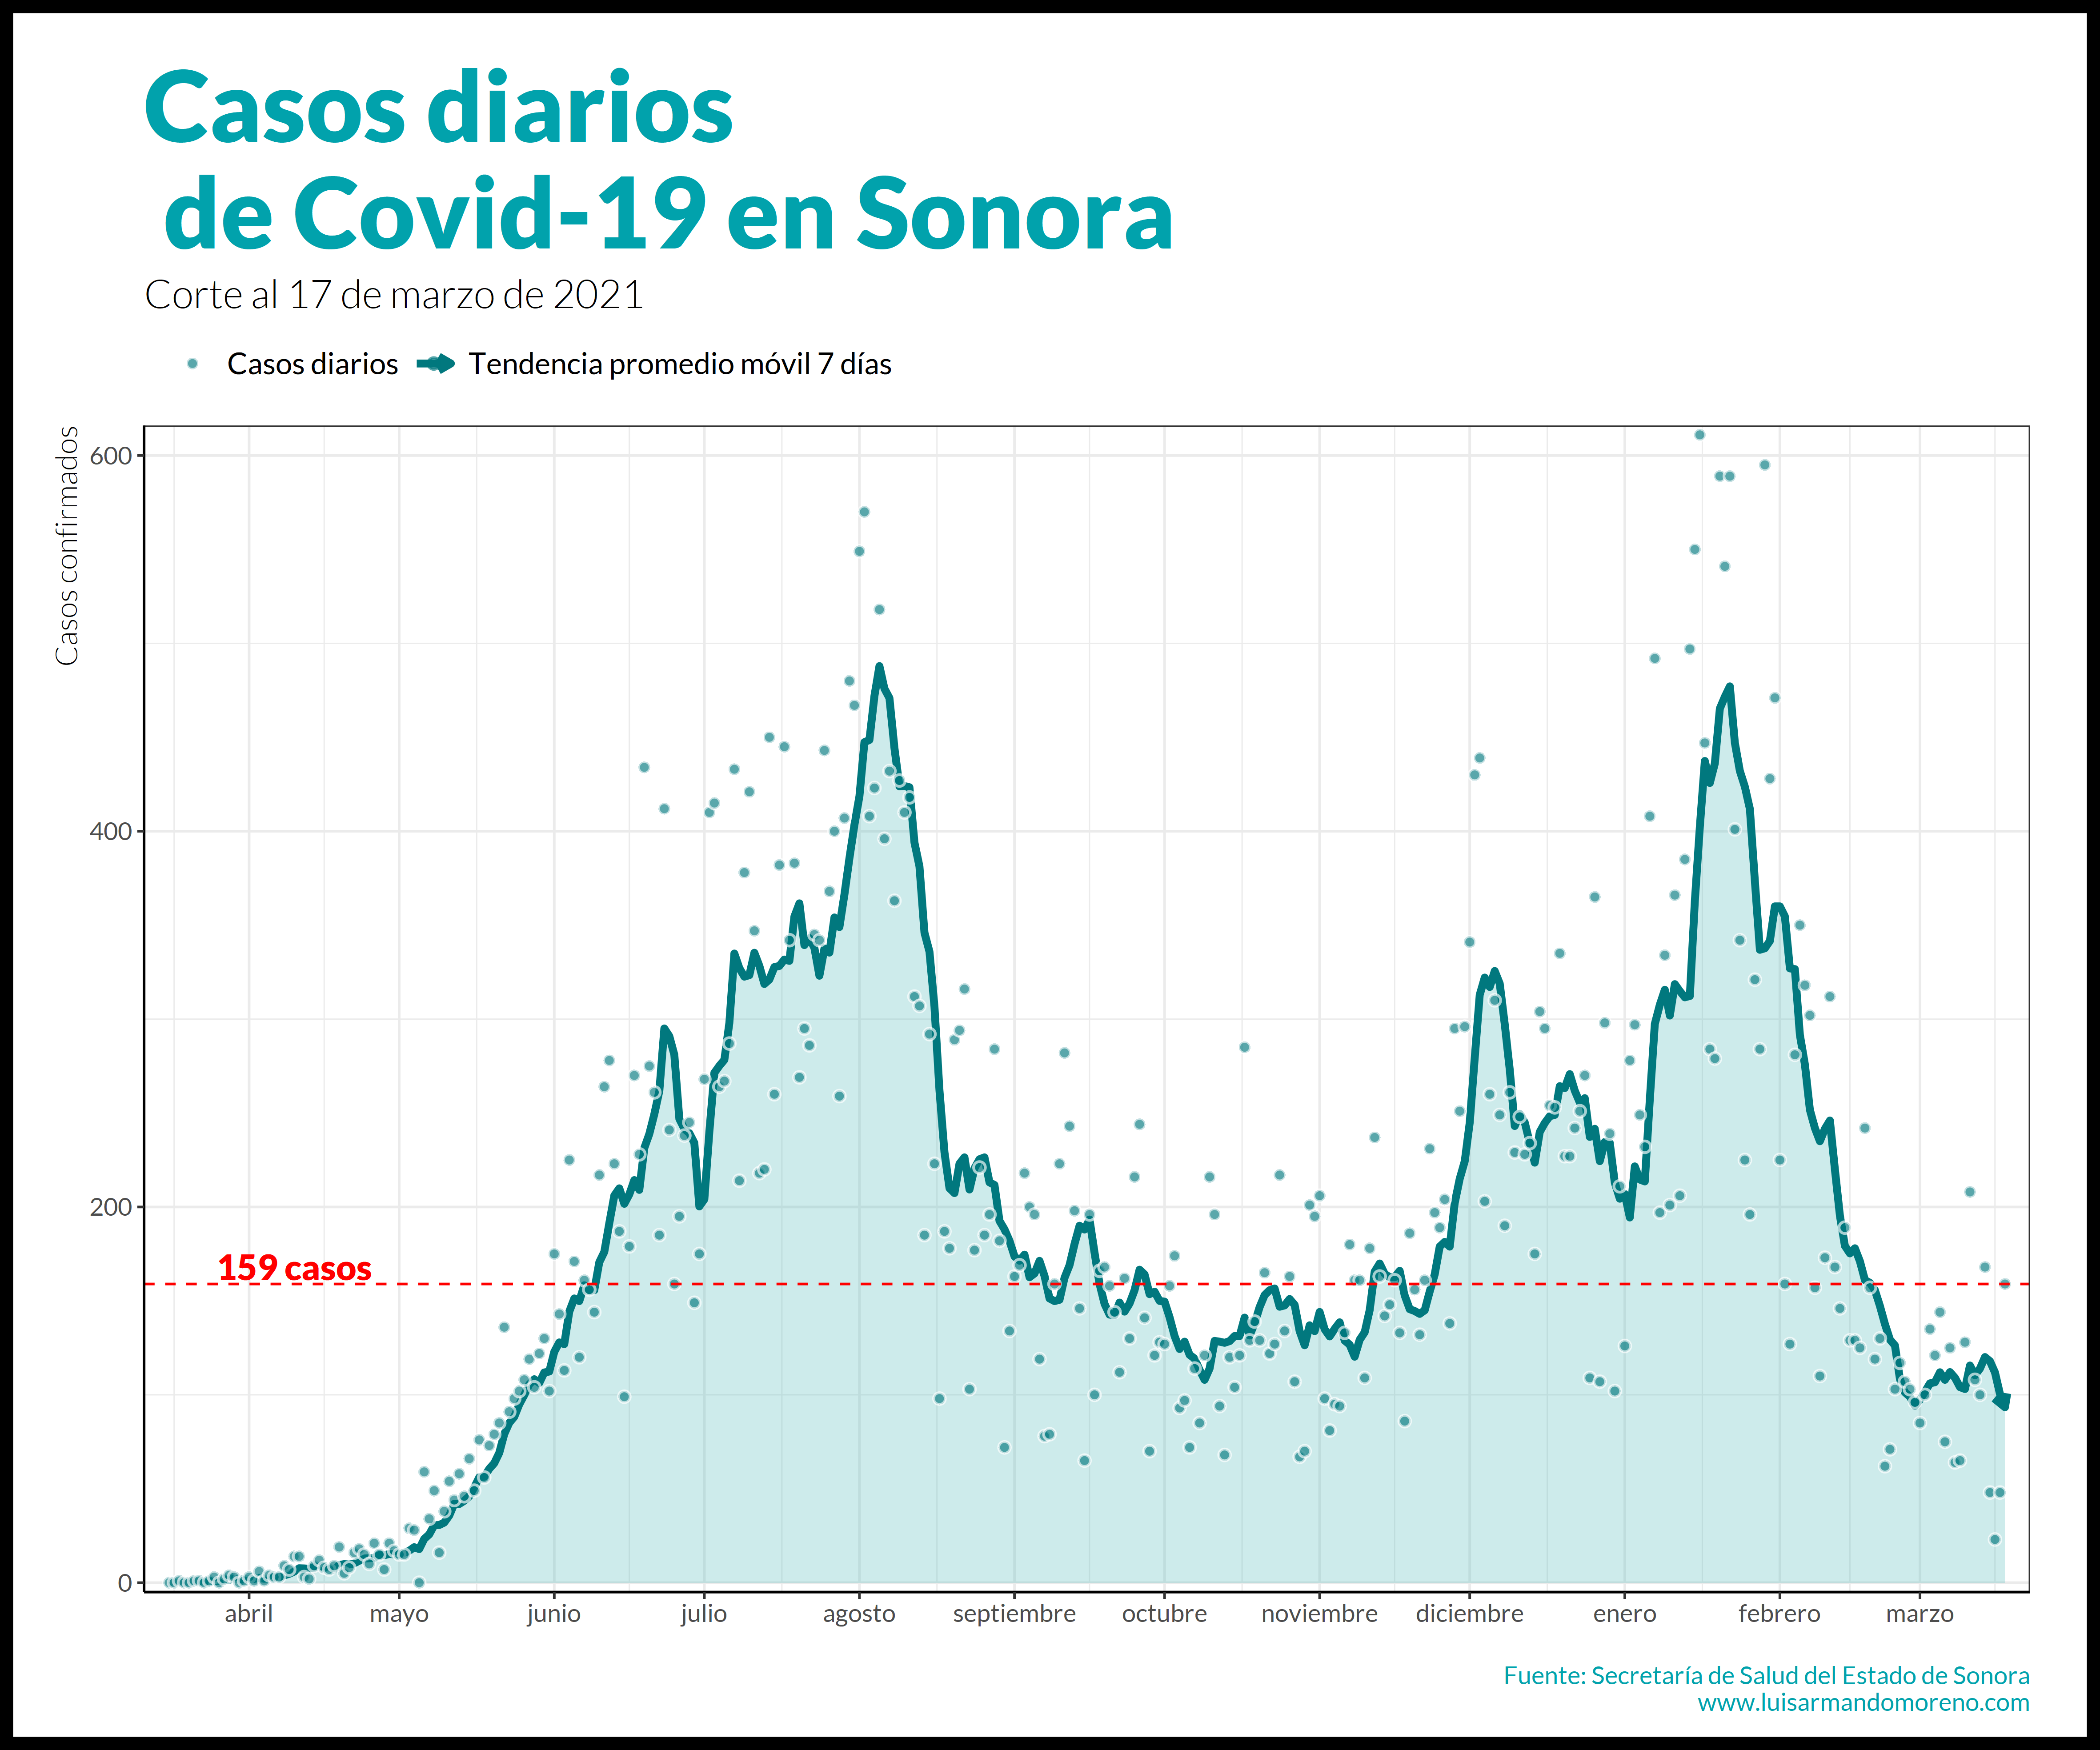 Casos diarios
de Covid-19 en Sonora
Corte al 17 de marzo de 2021
Casos diarios Tendencia promedio móvil 7 días
Casos confirmados
600
400
200
0
159 casos
abril mayo junio julio agosto septiembre octubre noviembre diciembre enero febrero marzo
Fuente: Secretaría de Salud del Estado de Sonora
www.luisarmandomoreno.com